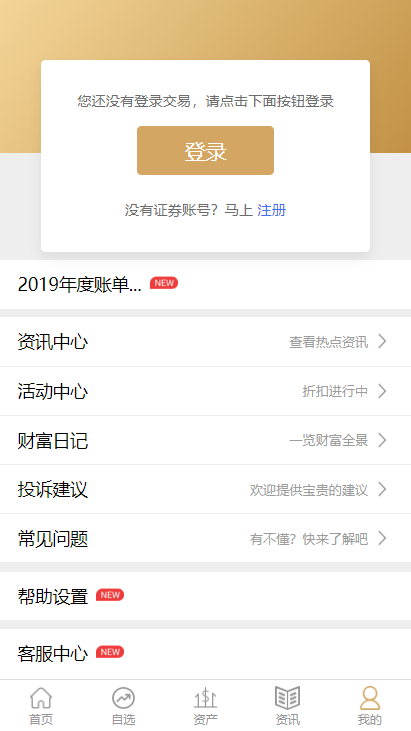 您还没有登录交易，请点击下面按钮登录
登录
没有证券账号？马上 注册
2019年度账单... NEW
资讯中心 查看热点资讯
活动中心 折扣进行中
财富日记 一览财富全景
投诉建议 欢迎提供宝贵的建议
常见问题 有不懂？快来了解吧
帮助设置 NEW
客服中心 NEW
首页 自选 资产 资讯 我的